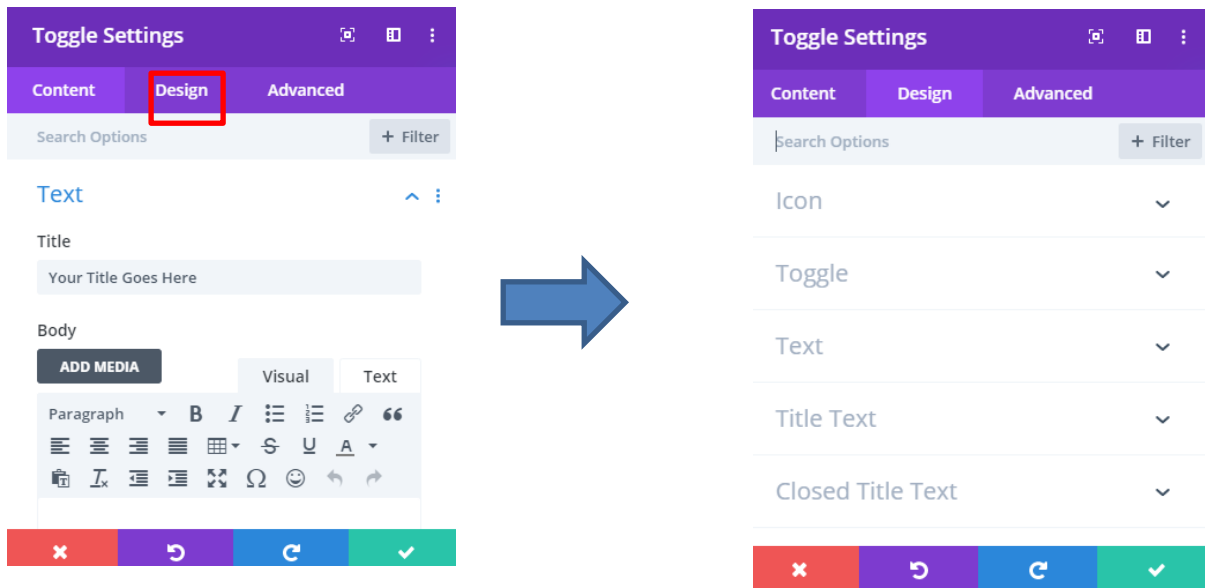 Toggle Settings
Content Design Advanced
Search Options + Filter
Text
Title
Your Title Goes Here
Body
ADD MEDIA Visual Text
Paragraph
Toggle Settings
Content Design Advanced
Search Options + Filter
Icon
Toggle
Text
Title Text
Closed Title Text